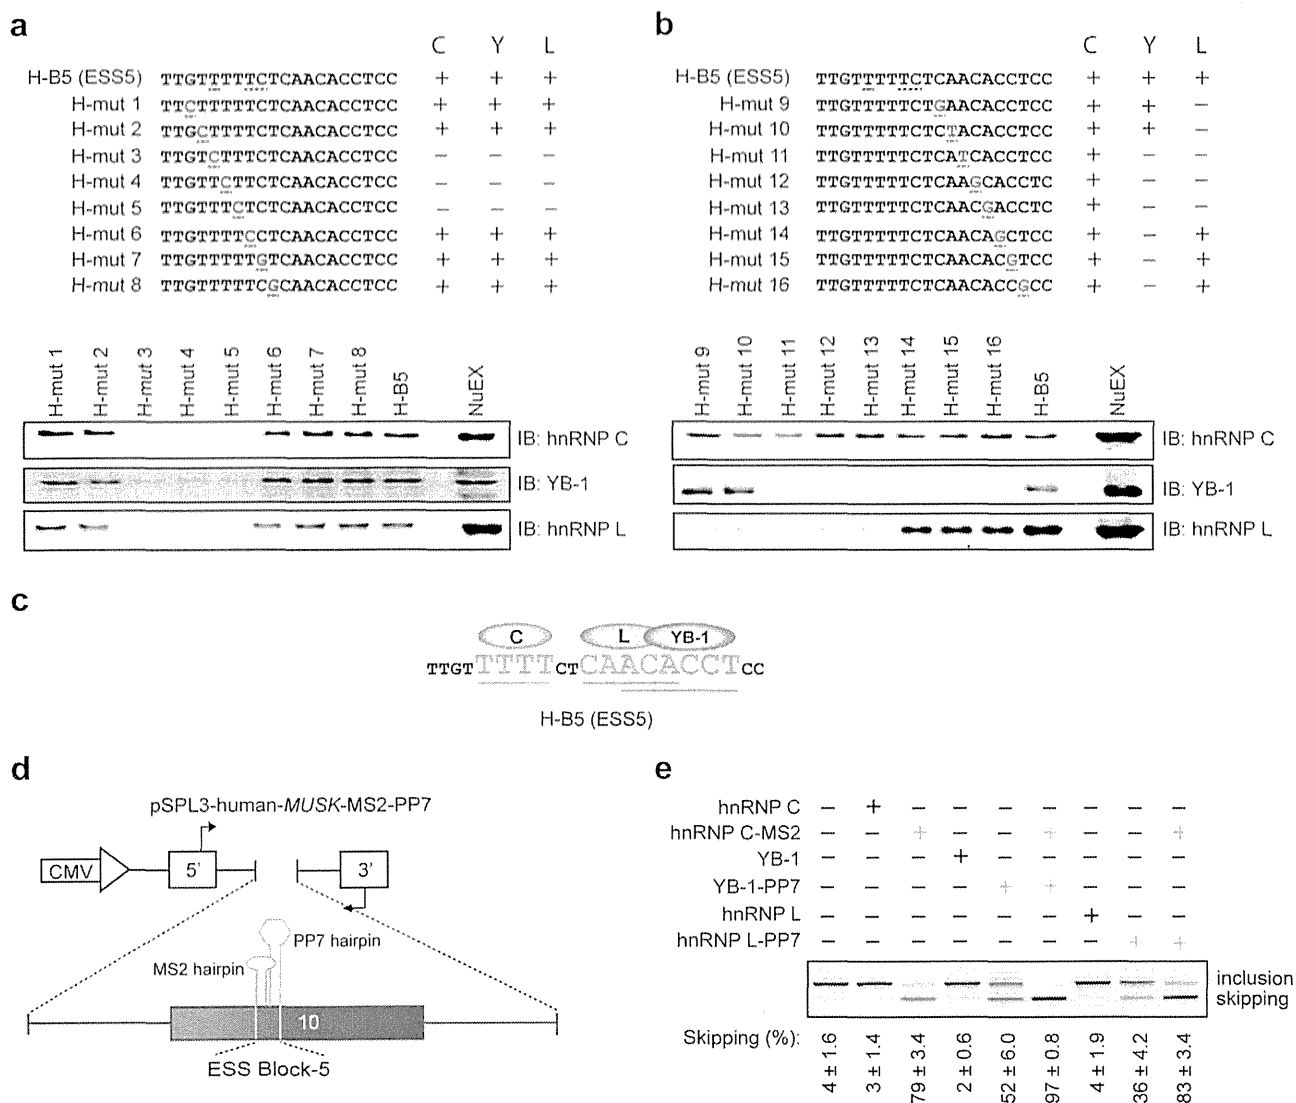 a
C Y L
H-B5 (ESS5) TTGTTTTTCTCAACACCTCC + + +
H-mut 1 TTCTTTTTCTCAACACCTCC + + +
H-mut 2 TTGCTTTTCTCAACACCTCC + + +
H-mut 3 TTGTCTTTCTCAACACCTCC − − −
H-mut 4 TTGTTCTTCTCAACACCTCC − − −
H-mut 5 TTGTTTCTCTCAACACCTCC − − −
H-mut 6 TTGTTTTCCTCAACACCTCC + + +
H-mut 7 TTGTTTTTGTCAACACCTCC + + +
H-mut 8 TTGTTTTTCGCAACACCTCC + + +
H-mut 1 H-mut 2 H-mut 3 H-mut 4 H-mut 5 H-mut 6 H-mut 7 H-mut 8 H-B5 NuEX
IB: hnRNP C
IB: YB-1
IB: hnRNP L
b
C Y L
H-B5 (ESS5) TTGTTTTTCTCAACACCTCC + + +
H-mut 9 TTGTTTTTCTGAACACCTCC + + −
H-mut 10 TTGTTTTTCTCTACACCTCC + + −
H-mut 11 TTGTTTTTCTCATCACCTCC + − −
H-mut 12 TTGTTTTTCTCAAGCACCTC + − −
H-mut 13 TTGTTTTTCTCAACGACCTC + − −
H-mut 14 TTGTTTTTCTCAACAGCTCC + − +
H-mut 15 TTGTTTTTCTCAACACGTCC + − +
H-mut 16 TTGTTTTTCTCAACACCGCC + − +
H-mut 9 H-mut 10 H-mut 11 H-mut 12 H-mut 13 H-mut 14 H-mut 15 H-mut 16 H-B5 NuEX
IB: hnRNP C
IB: YB-1
IB: hnRNP L
c
C L YB-1
TTGTTTTTCTCAACACCTCC
H-B5 (ESS5)
d
pSPL3-human-MUSK-MS2-PP7
CMV 5' 3'
PP7 hairpin
MS2 hairpin
10
ESS Block-5
e
hnRNP C − + − − − − − − −
hnRNP C-MS2 − − + − − + − − +
YB-1 − − − + − − − − −
YB-1-PP7 − − − − + + − − −
hnRNP L − − − − − − + − −
hnRNP L-PP7 − − − − − − − + +
inclusion
skipping
Skipping (%): 4 ± 1.6 3 ± 1.4 79 ± 3.4 2 ± 0.6 52 ± 6.0 97 ± 0.8 4 ± 1.9 36 ± 4.2 83 ± 3.4